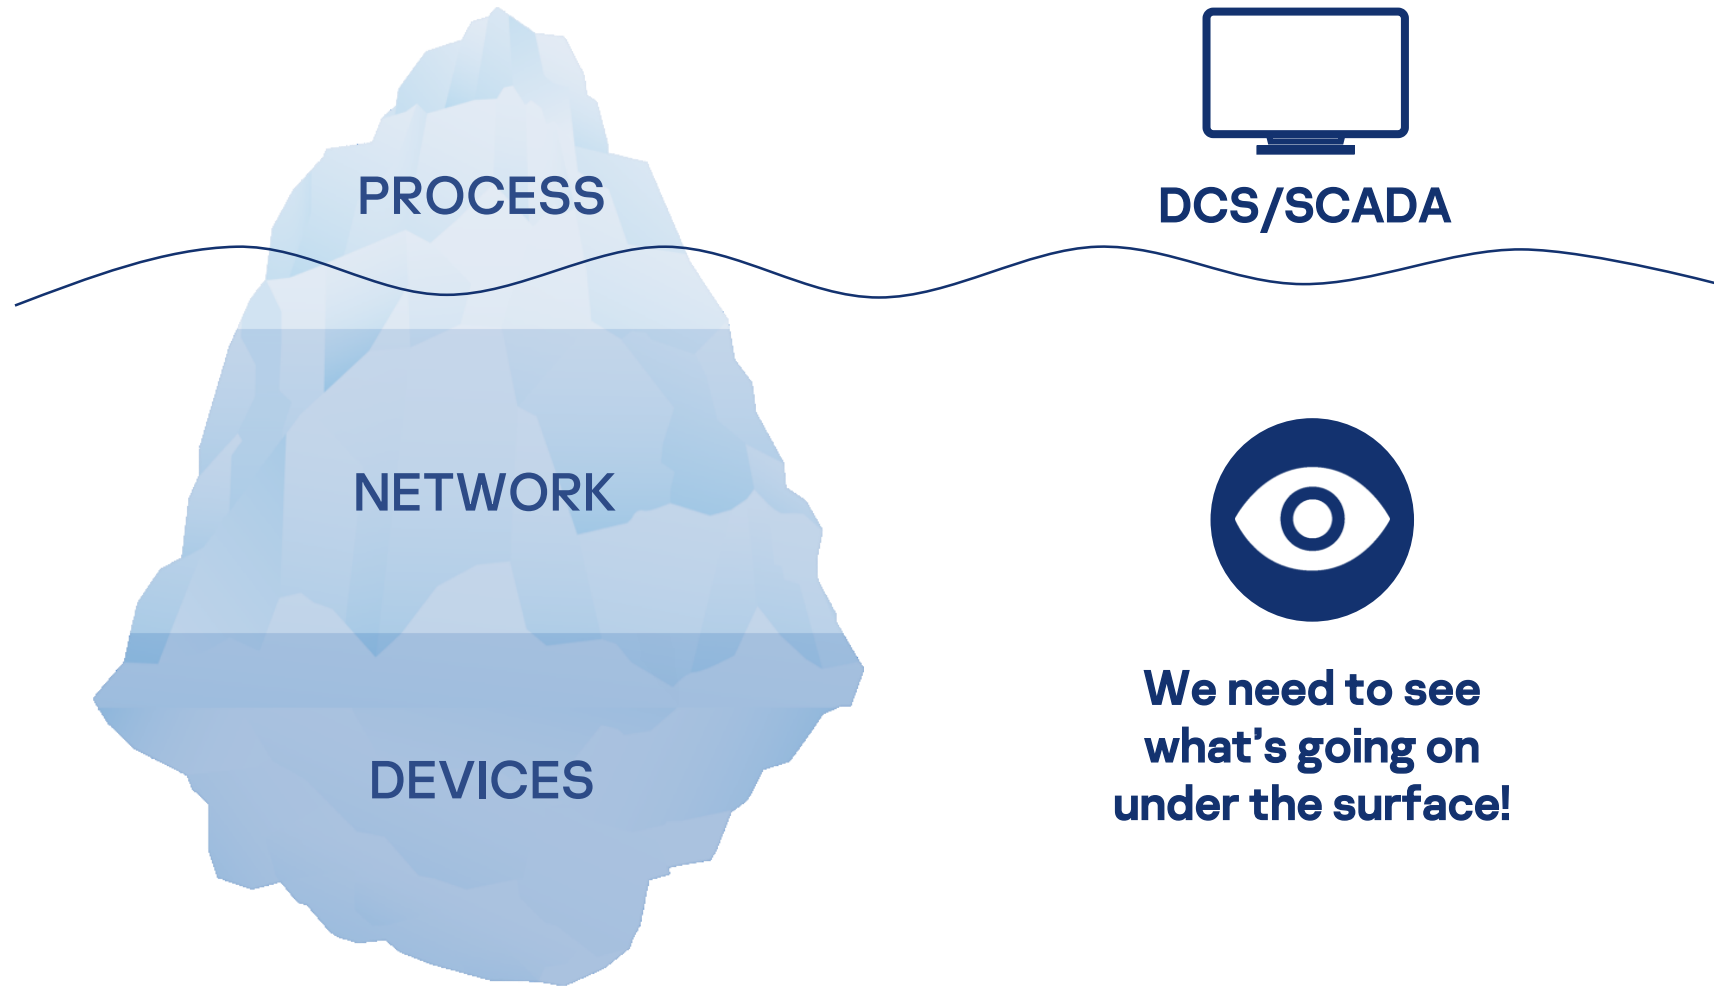 PROCESS
DCS/SCADA
NETWORK
DEVICES
We need to see
what's going on
under the surface!